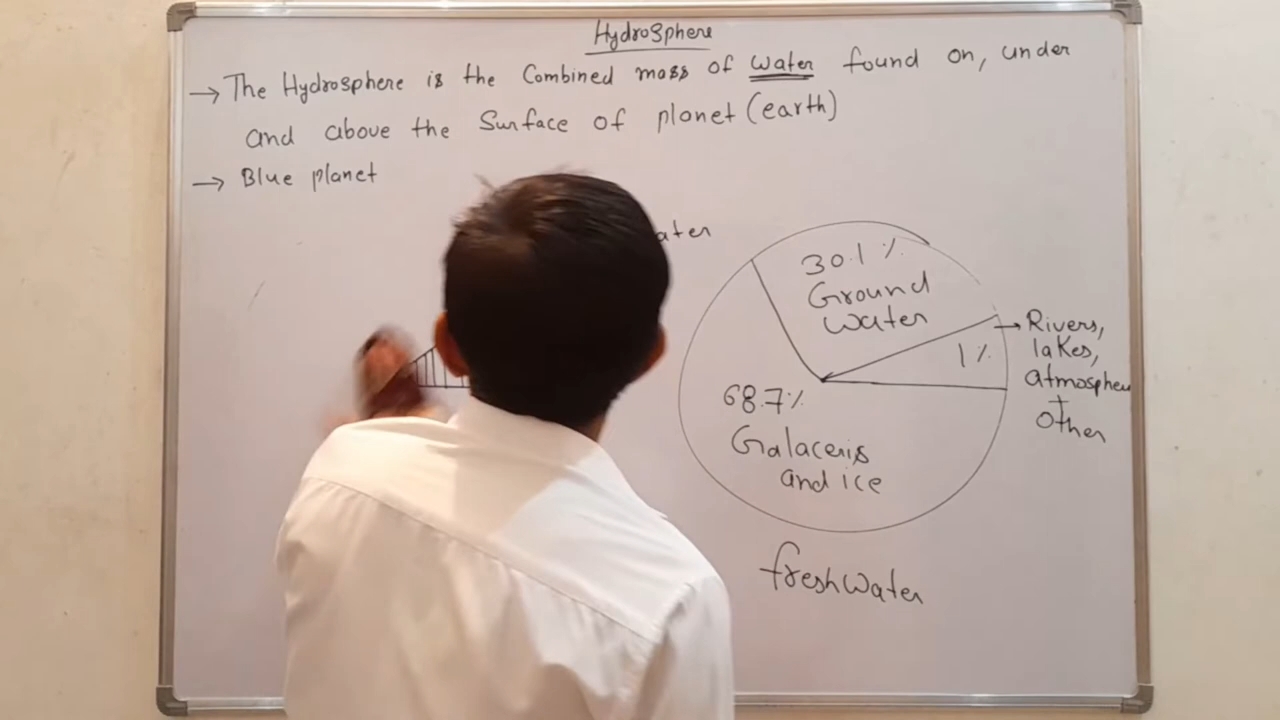 Hydrosphere
→ The Hydrosphere is the Combined mass of water found on, under
and above the Surface of planet (earth)
→ Blue planet
30.1 %
Ground
water
1 %
→ Rivers,
lakes,
atmosphere
+
other
68.7%
Galaceris
and ice
freshwater